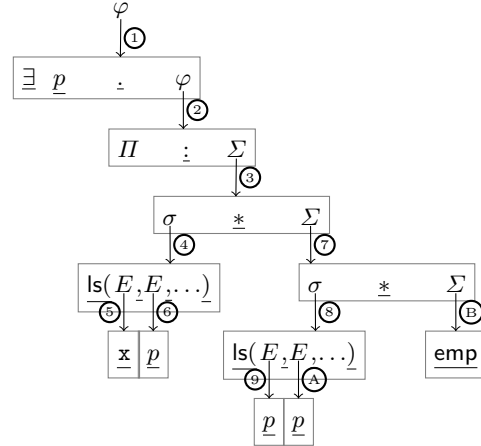 φ
①
∃ p . φ
②
Π : Σ
③
σ * Σ
④ ⑦
ls(E,E,...) σ * Σ
⑤ ⑥ ⑧ Ⓑ
x p ls(E,E,...) emp
⑨ Ⓐ
p p